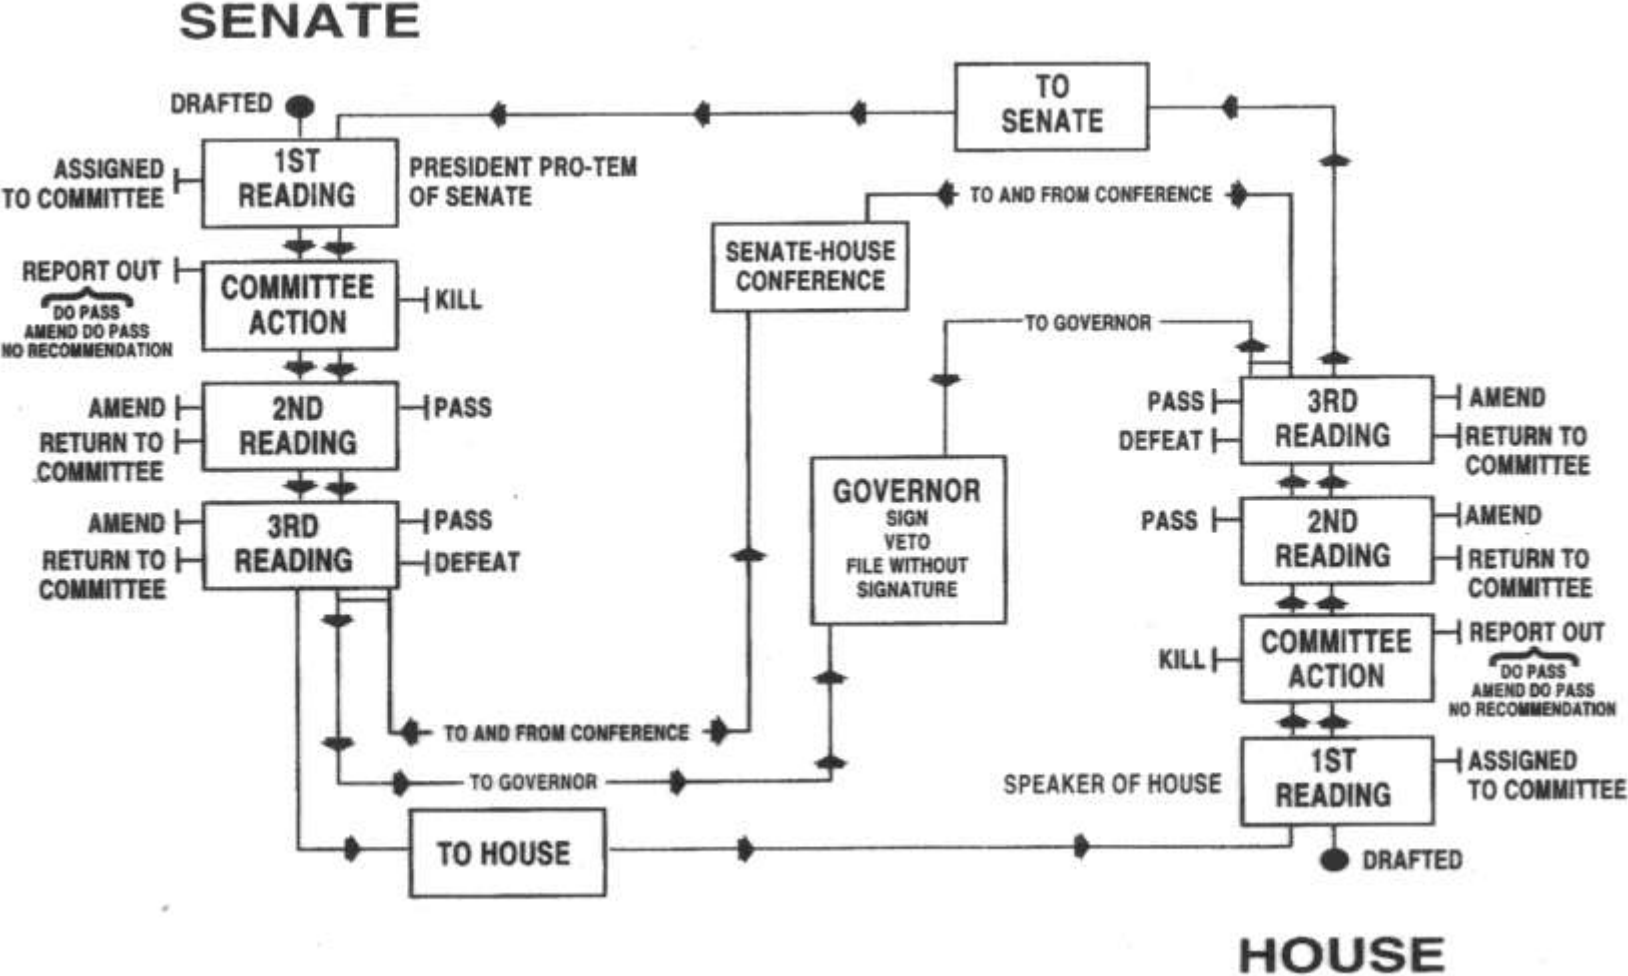 SENATE
DRAFTED
1ST
READING
ASSIGNED
TO COMMITTEE
PRESIDENT PRO-TEM
OF SENATE
REPORT OUT
DO PASS
AMEND DO PASS
NO RECOMMENDATION
COMMITTEE
ACTION
KILL
AMEND
RETURN TO
COMMITTEE
2ND
READING
PASS
AMEND
RETURN TO
COMMITTEE
3RD
READING
PASS
DEFEAT
TO
SENATE
TO AND FROM CONFERENCE
SENATE-HOUSE
CONFERENCE
TO GOVERNOR
GOVERNOR
SIGN
VETO
FILE WITHOUT
SIGNATURE
TO AND FROM CONFERENCE
TO GOVERNOR
TO HOUSE
PASS
DEFEAT
3RD
READING
AMEND
RETURN TO
COMMITTEE
PASS
2ND
READING
AMEND
RETURN TO
COMMITTEE
KILL
COMMITTEE
ACTION
REPORT OUT
DO PASS
AMEND DO PASS
NO RECOMMENDATION
SPEAKER OF HOUSE
1ST
READING
ASSIGNED
TO COMMITTEE
DRAFTED
HOUSE